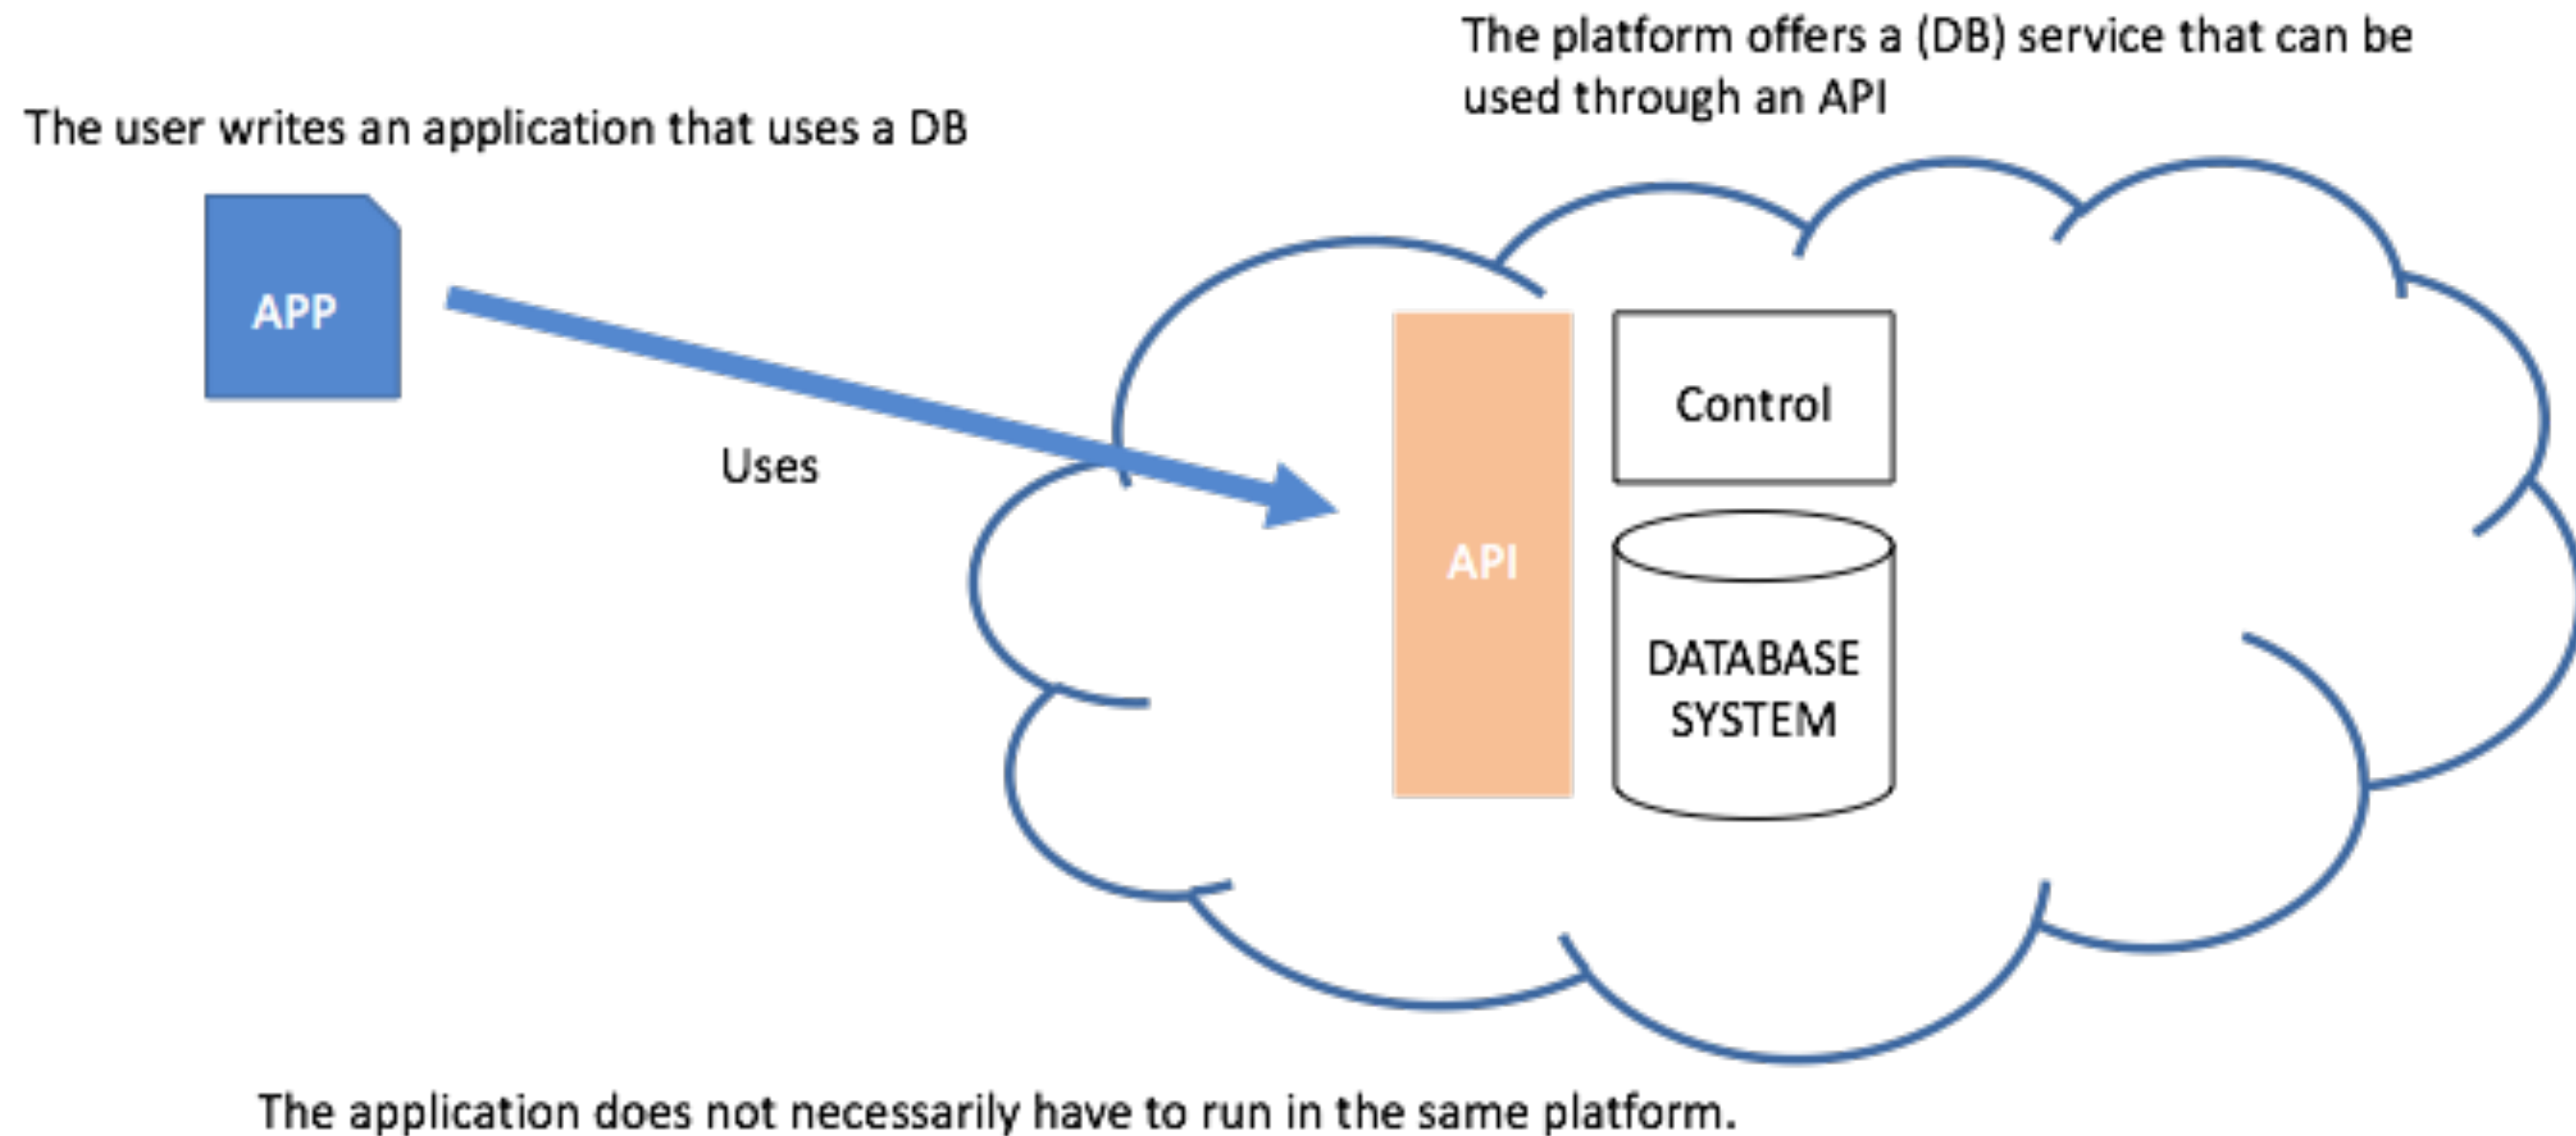 The platform offers a (DB) service that can be
used through an API
The user writes an application that uses a DB
APP
Uses
API
Control
DATABASE
SYSTEM
The application does not necessarily have to run in the same platform.